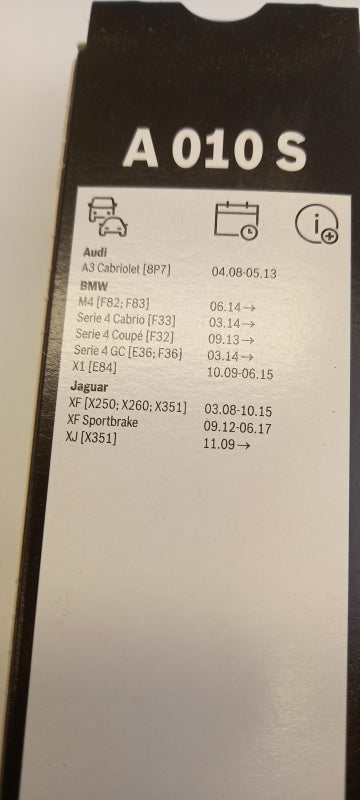 A 010 S
Audi
A3 Cabriolet [8P7] 04.08-05.13
BMW
M4 [F82; F83] 06.14→
Serie 4 Cabrio [F33] 03.14→
Serie 4 Coupé [F32] 09.13→
Serie 4 GC [E36; F36] 03.14→
X1 [E84] 10.09-06.15
Jaguar
XF [X250; X260; X351] 03.08-10.15
XF Sportbrake 09.12-06.17
XJ [X351] 11.09→